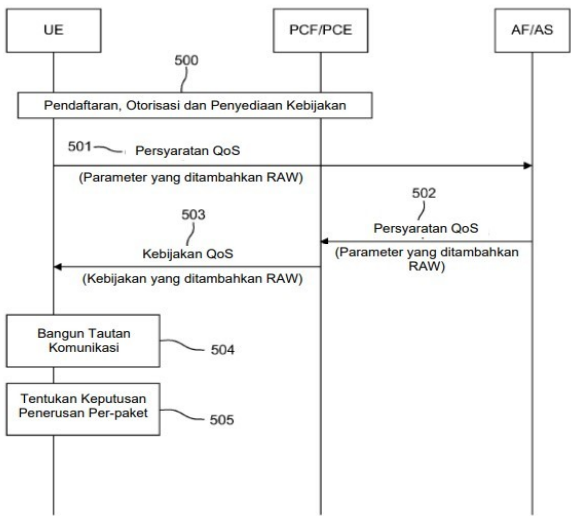 UE
PCF/PCE
AF/AS
500
Pendaftaran, Otorisasi dan Penyediaan Kebijakan
501
Persyaratan QoS
(Parameter yang ditambahkan RAW)
502
Persyaratan QoS
(Parameter yang ditambahkan
RAW)
503
Kebijakan QoS
(Kebijakan yang ditambahkan RAW)
Bangun Tautan
Komunikasi
504
Tentukan Keputusan
Penerusan Per-paket
505